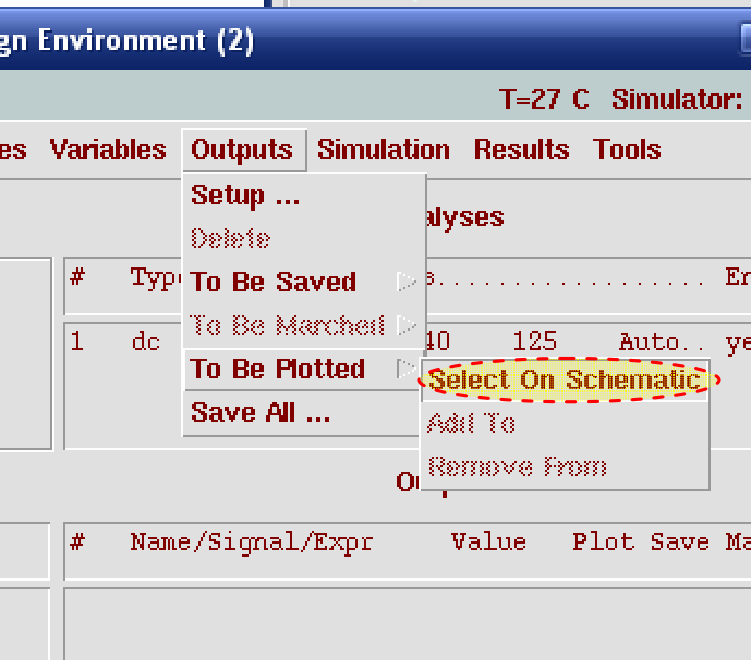 gn Environment (2)
T=27 C Simulator:
es Variables Outputs Simulation Results Tools
Setup ...
alyses
Delete
# Typ
To Be Saved
s.................. En
To Be Marched
1 dc
40 125 Auto.. ye
To Be Plotted
Select On Schematic
Save All ...
Add To
Remove From
Ou
# Name/Signal/Expr Value Plot Save Ma